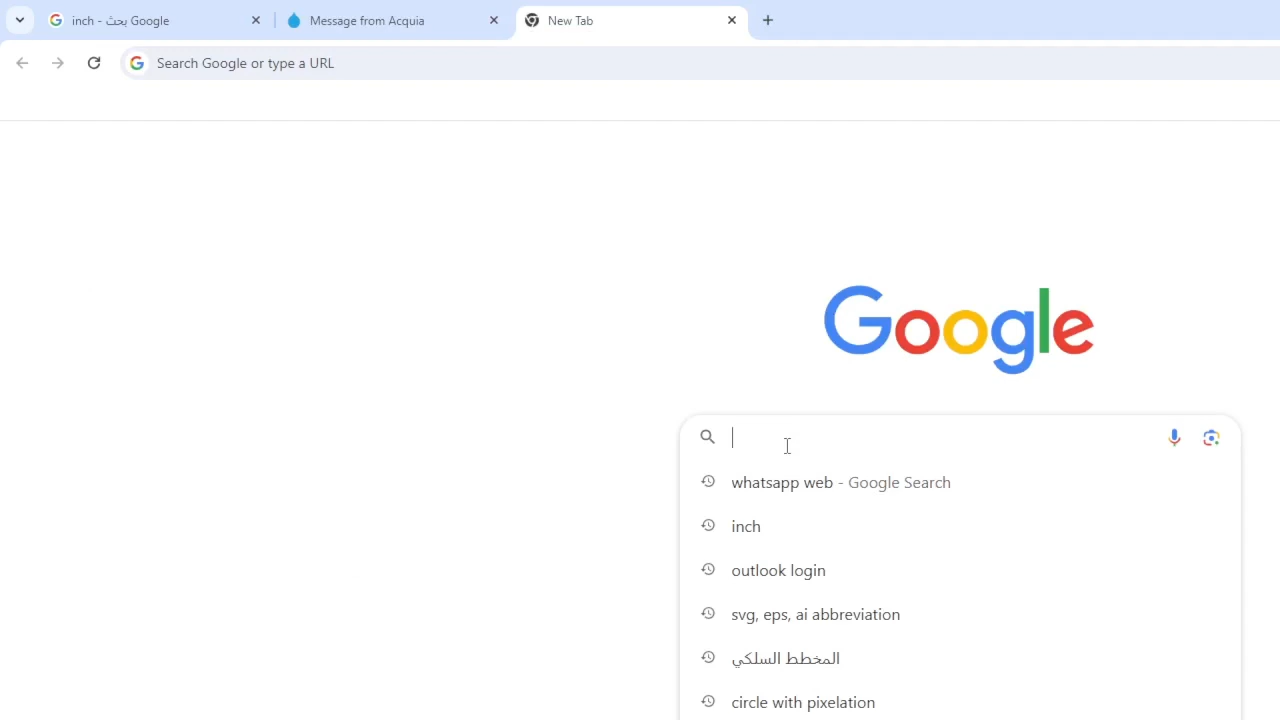 inch - بحث Google
Message from Acquia
New Tab
Search Google or type a URL
Google
whatsapp web - Google Search
inch
outlook login
svg, eps, ai abbreviation
المخطط السلكي
circle with pixelation